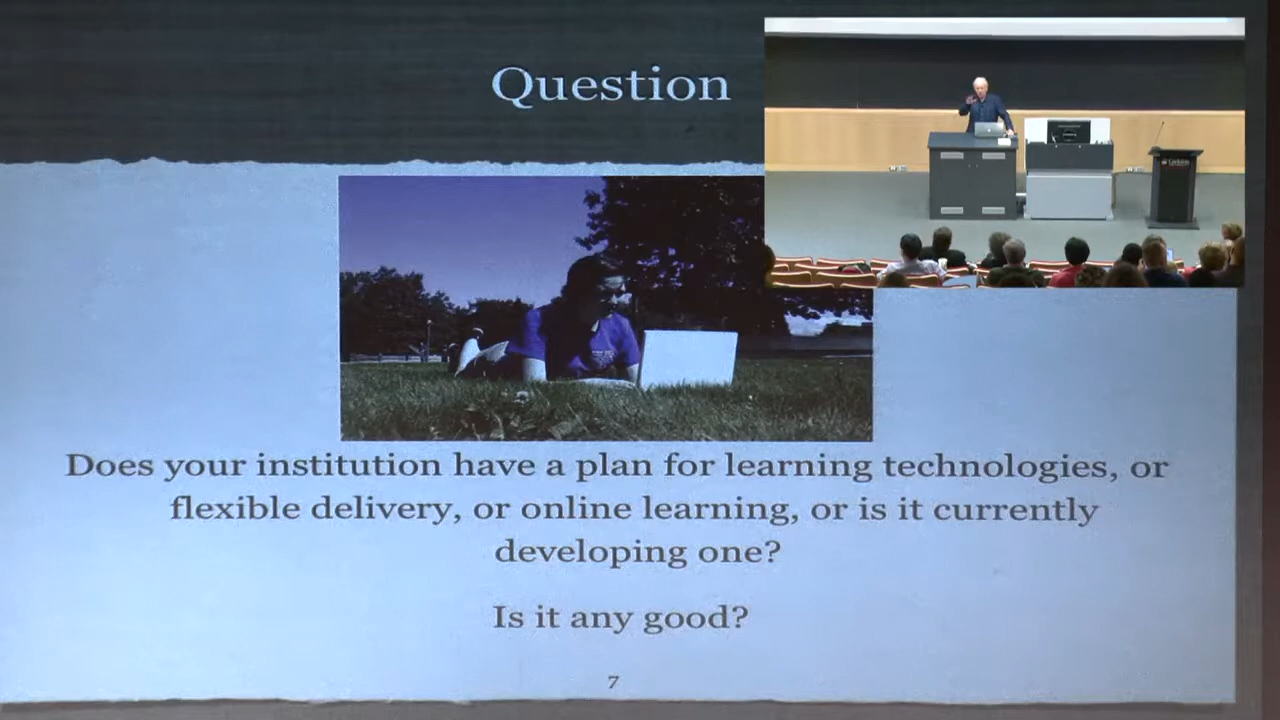 Question
Does your institution have a plan for learning technologies, or
flexible delivery, or online learning, or is it currently
developing one?
Is it any good?
7